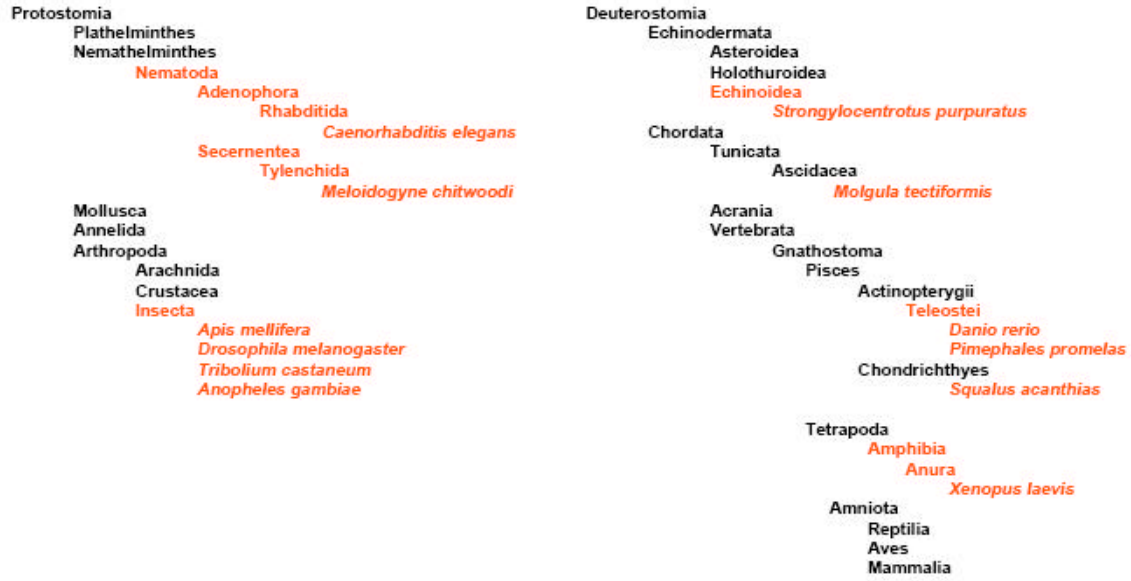 Protostomia
Plathelminthes
Nemathelminthes
Nematoda
Adenophora
Rhabditida
Caenorhabditis elegans
Secernentea
Tylenchida
Meloidogyne chitwoodi
Mollusca
Annelida
Arthropoda
Arachnida
Crustacea
Insecta
Apis mellifera
Drosophila melanogaster
Tribolium castaneum
Anopheles gambiae
Deuterostomia
Echinodermata
Asteroidea
Holothuroidea
Echinoidea
Strongylocentrotus purpuratus
Chordata
Tunicata
Ascidacea
Molgula tectiformis
Acrania
Vertebrata
Gnathostoma
Pisces
Actinopterygii
Teleostei
Danio rerio
Pimephales promelas
Chondrichthyes
Squalus acanthias
Tetrapoda
Amphibia
Anura
Xenopus laevis
Amniota
Reptilia
Aves
Mammalia